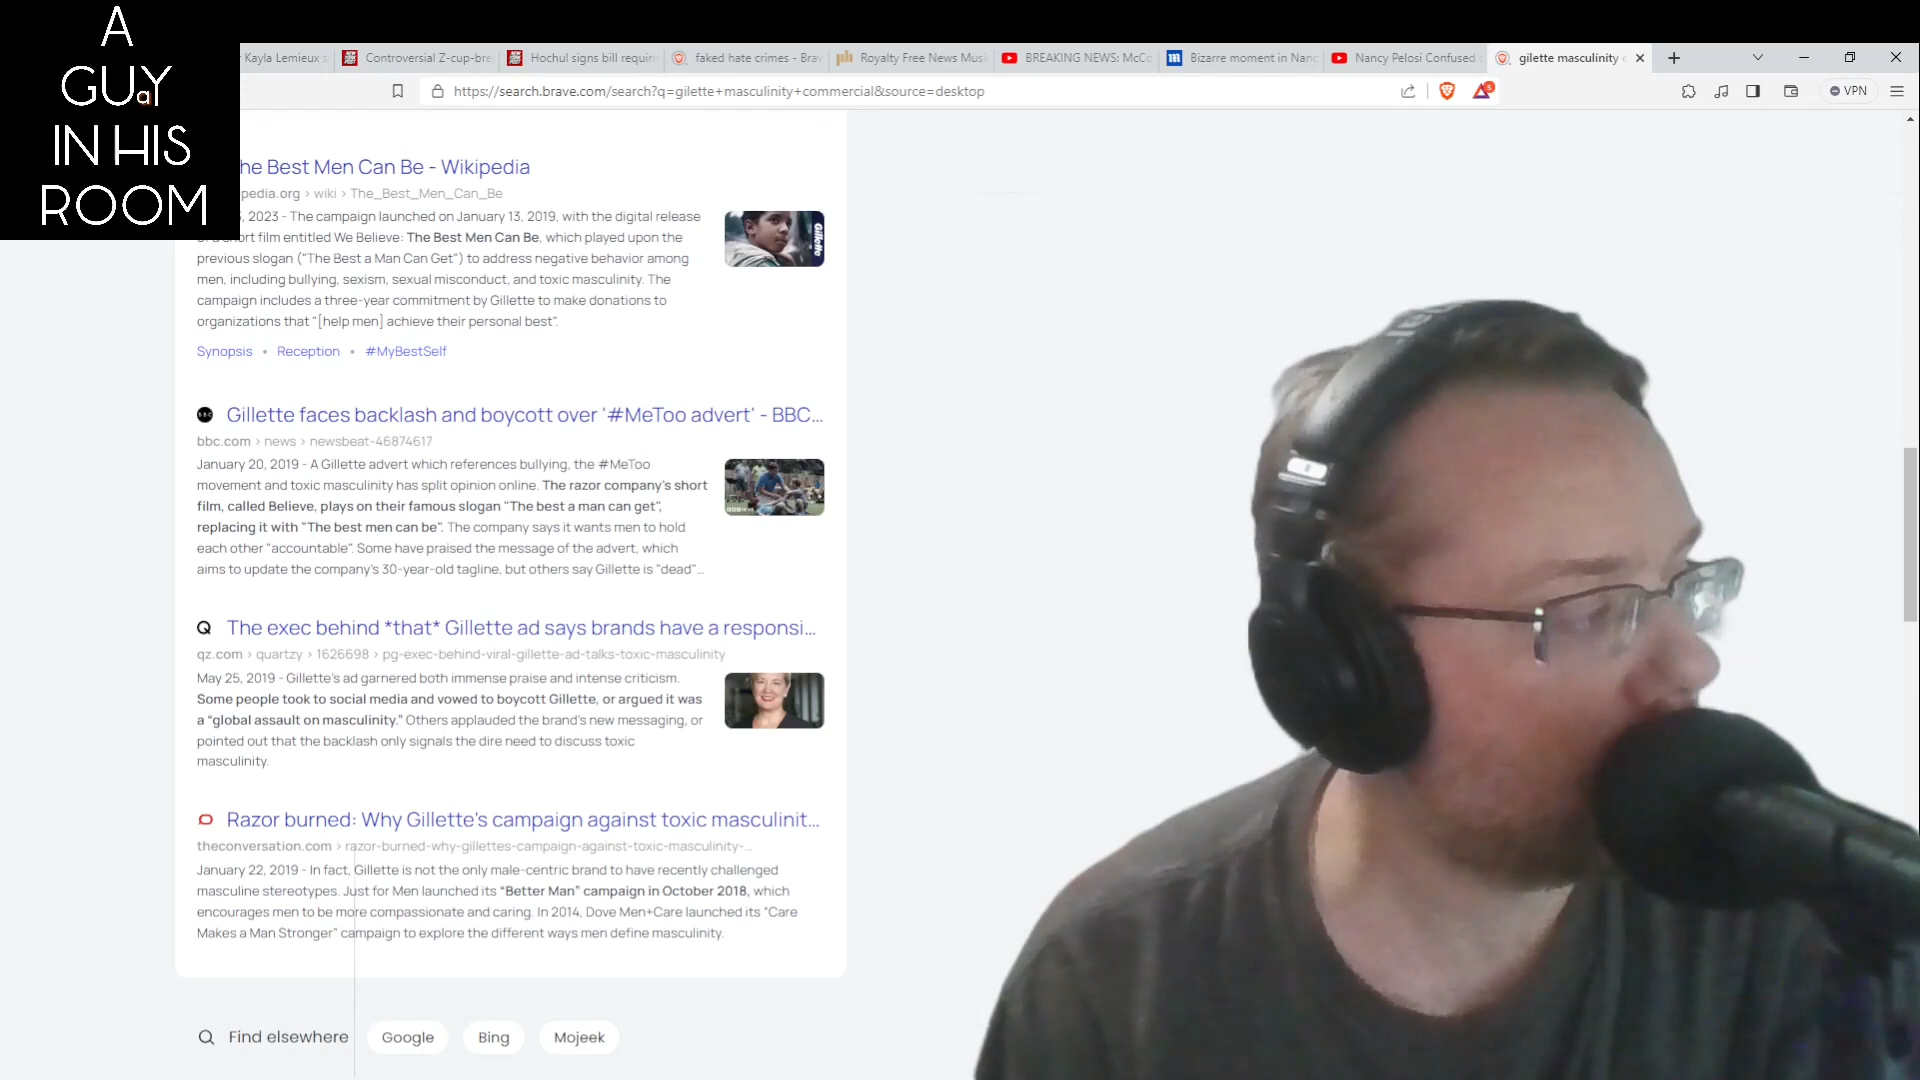 A
GUY
a
IN HIS
ROOM
Kayla Lemieux s
Controversial Z-cup-bre
Hochul signs bill requiri
faked hate crimes - Brav
Royalty Free News Musi
BREAKING NEWS: McCo
Bizarre moment in Nanc
Nancy Pelosi Confused
gilette masculinity
https://search.brave.com/search?q=gilette+masculinity+commercial&source=desktop
5
VPN
he Best Men Can Be - Wikipedia
pedia.org › wiki › The_Best_Men_Can_Be
, 2023 - The campaign launched on January 13, 2019, with the digital release
ort film entitled We Believe: The Best Men Can Be, which played upon the
previous slogan ("The Best a Man Can Get") to address negative behavior among
men, including bullying, sexism, sexual misconduct, and toxic masculinity. The
campaign includes a three-year commitment by Gillette to make donations to
organizations that "[help men] achieve their personal best".
Gillette
Synopsis • Reception • #MyBestSelf
BBC
Gillette faces backlash and boycott over '#MeToo advert' - BBC...
bbc.com › news › newsbeat-46874617
January 20, 2019 - A Gillette advert which references bullying, the #MeToo
movement and toxic masculinity has split opinion online. The razor company's short
film, called Believe, plays on their famous slogan "The best a man can get",
replacing it with "The best men can be". The company says it wants men to hold
each other "accountable". Some have praised the message of the advert, which
aims to update the company's 30-year-old tagline, but others say Gillette is "dead"...
The exec behind *that* Gillette ad says brands have a responsi...
qz.com › quartzy › 1626698 › pg-exec-behind-viral-gillette-ad-talks-toxic-masculinity
May 25, 2019 - Gillette's ad garnered both immense praise and intense criticism.
Some people took to social media and vowed to boycott Gillette, or argued it was
a “global assault on masculinity.” Others applauded the brand's new messaging, or
pointed out that the backlash only signals the dire need to discuss toxic
masculinity.
Razor burned: Why Gillette's campaign against toxic masculinit...
theconversation.com › razor-burned-why-gillettes-campaign-against-toxic-masculinity-...
January 22, 2019 - In fact, Gillette is not the only male-centric brand to have recently challenged
masculine stereotypes. Just for Men launched its “Better Man” campaign in October 2018, which
encourages men to be more compassionate and caring. In 2014, Dove Men+Care launched its “Care
Makes a Man Stronger” campaign to explore the different ways men define masculinity.
Find elsewhere
Google
Bing
Mojeek